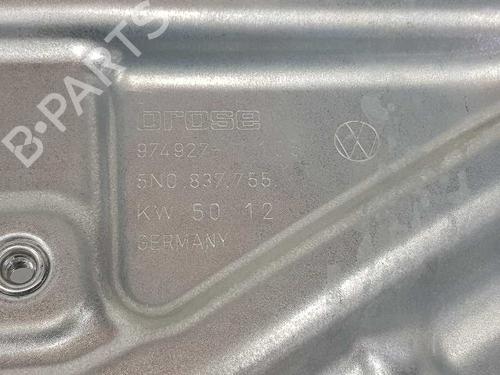 B-PARTS
brose
974927-
5N0.837.755.
KW 50 12
GERMANY